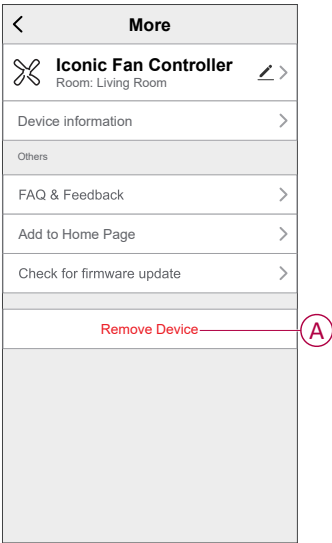 More
Iconic Fan Controller
Room: Living Room
Device information
Others
FAQ & Feedback
Add to Home Page
Check for firmware update
Remove Device
A